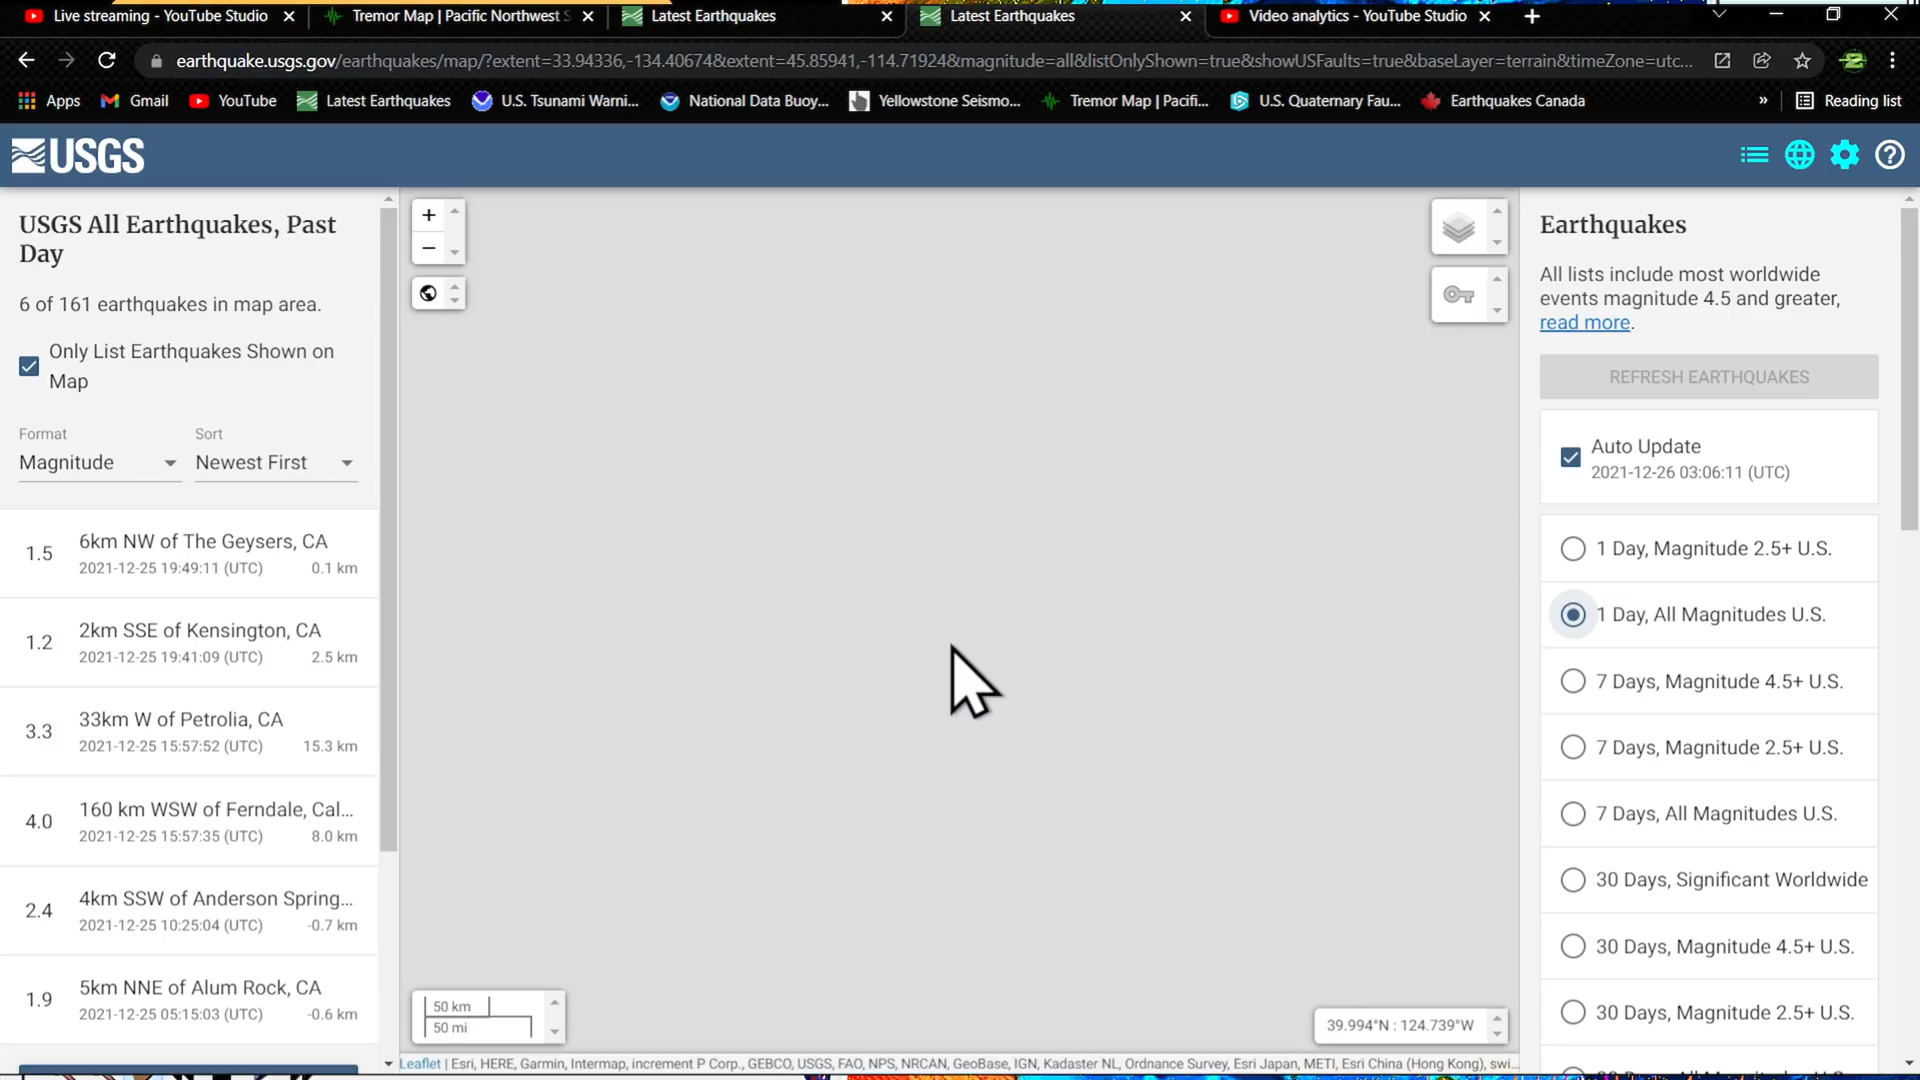 Live streaming - YouTube Studio
Tremor Map | Pacific Northwest S
Latest Earthquakes
Latest Earthquakes
Video analytics - YouTube Studio
earthquake.usgs.gov/earthquakes/map/?extent=33.94336,-134.40674&extent=45.85941,-114.71924&magnitude=all&listOnlyShown=true&showUSFaults=true&baseLayer=terrain&timeZone=utc...
Apps
Gmail
YouTube
Latest Earthquakes
U.S. Tsunami Warni...
National Data Buoy...
Yellowstone Seismo...
Tremor Map | Pacifi...
U.S. Quaternary Fau...
Earthquakes Canada
»
Reading list
USGS
USGS All Earthquakes, Past
Day
6 of 161 earthquakes in map area.
Only List Earthquakes Shown on
Map
Format
Sort
Magnitude
Newest First
1.5
6km NW of The Geysers, CA
2021-12-25 19:49:11 (UTC) 0.1 km
1.2
2km SSE of Kensington, CA
2021-12-25 19:41:09 (UTC) 2.5 km
3.3
33km W of Petrolia, CA
2021-12-25 15:57:52 (UTC) 15.3 km
4.0
160 km WSW of Ferndale, Cal...
2021-12-25 15:57:35 (UTC) 8.0 km
2.4
4km SSW of Anderson Spring...
2021-12-25 10:25:04 (UTC) -0.7 km
1.9
5km NNE of Alum Rock, CA
2021-12-25 05:15:03 (UTC) -0.6 km
+
−
50 km
50 mi
39.994°N : 124.739°W
Leaflet | Esri, HERE, Garmin, Intermap, increment P Corp., GEBCO, USGS, FAO, NPS, NRCAN, GeoBase, IGN, Kadaster NL, Ordnance Survey, Esri Japan, METI, Esri China (Hong Kong), swi...
Earthquakes
All lists include most worldwide
events magnitude 4.5 and greater,
read more.
REFRESH EARTHQUAKES
Auto Update
2021-12-26 03:06:11 (UTC)
1 Day, Magnitude 2.5+ U.S.
1 Day, All Magnitudes U.S.
7 Days, Magnitude 4.5+ U.S.
7 Days, Magnitude 2.5+ U.S.
7 Days, All Magnitudes U.S.
30 Days, Significant Worldwide
30 Days, Magnitude 4.5+ U.S.
30 Days, Magnitude 2.5+ U.S.